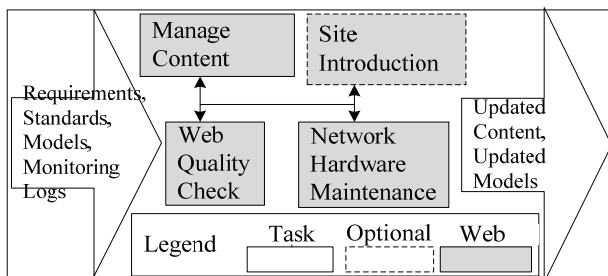 Requirements,
Standards,
Models,
Monitoring
Logs
Manage
Content
Site
Introduction
Web
Quality
Check
Network
Hardware
Maintenance
Updated
Content,
Updated
Models
Legend
Task
Optional
Web